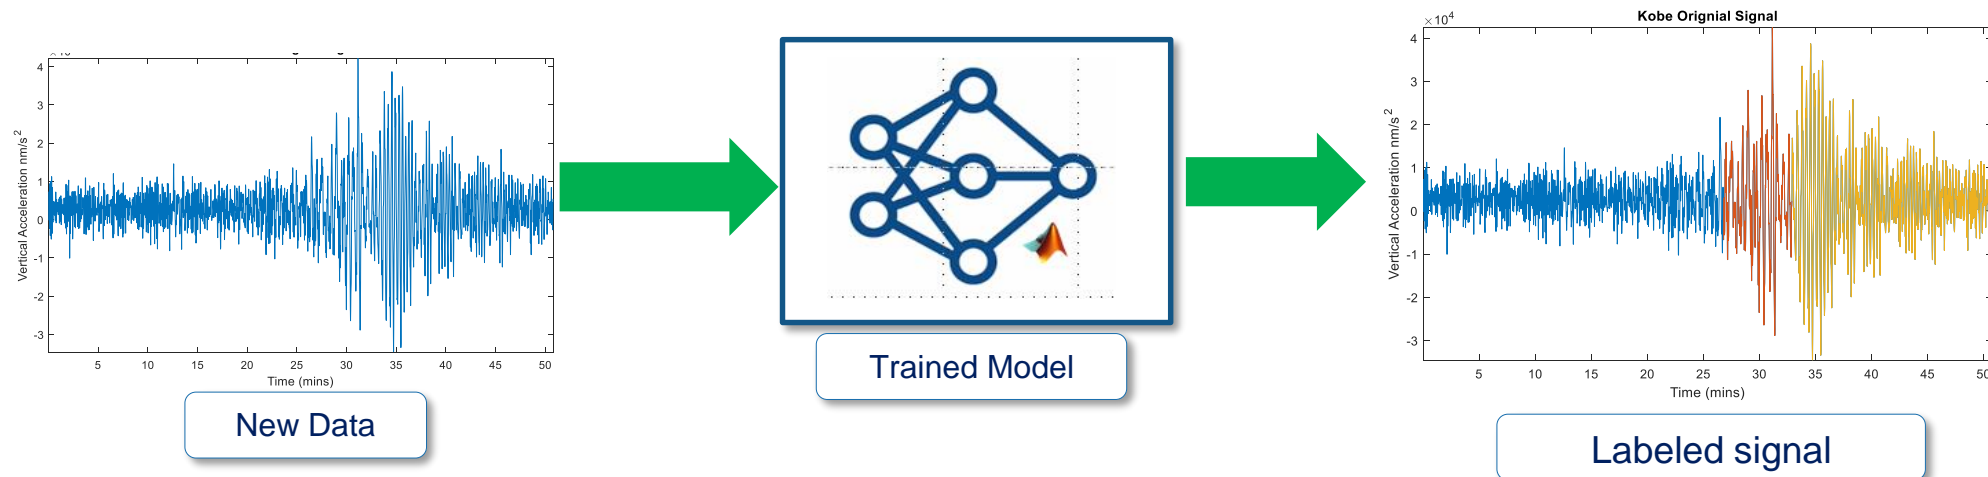 Kobe Orignial Signal
×10⁴
4
3
2
1
0
-1
-2
-3
Vertical Acceleration nm/s²
5 10 15 20 25 30 35 40 45 50
Time (mins)
New Data
Trained Model
4
3
2
1
0
-1
-2
-3
Vertical Acceleration nm/s²
5 10 15 20 25 30 35 40 45 50
Time (mins)
Labeled signal